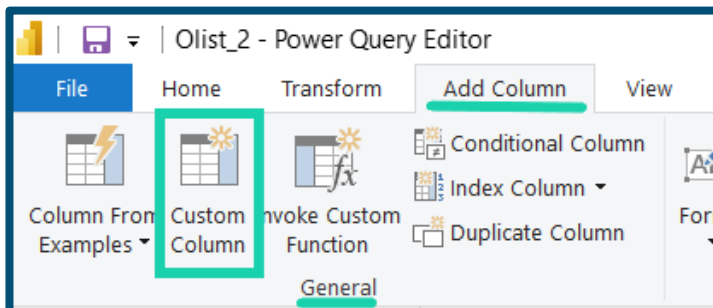 Olist_2 - Power Query Editor
File Home Transform Add Column View
Column From
Examples
Custom
Column
nvoke Custom
Function
Conditional Column
Index Column
Duplicate Column
For
General